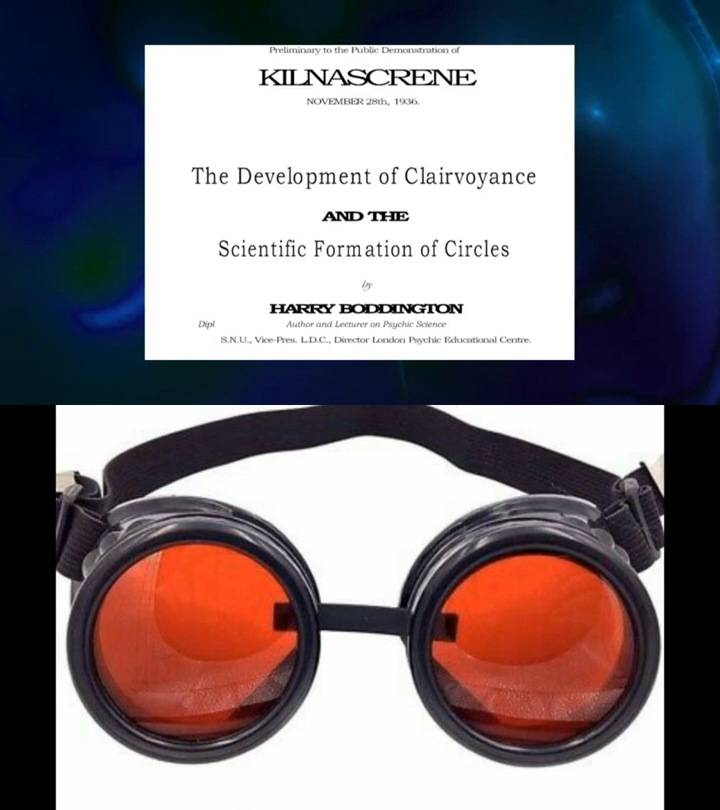 Preliminary to the Public Demonstration of
KILNASCRENE
NOVEMBER 28th, 1936.
The Development of Clairvoyance
AND THE
Scientific Formation of Circles
by
HARRY BODDINGTON
Dipl Author and Lecturer on Psychic Science
S.N.U., Vice-Pres. L.D.C., Director London Psychic Educational Centre.